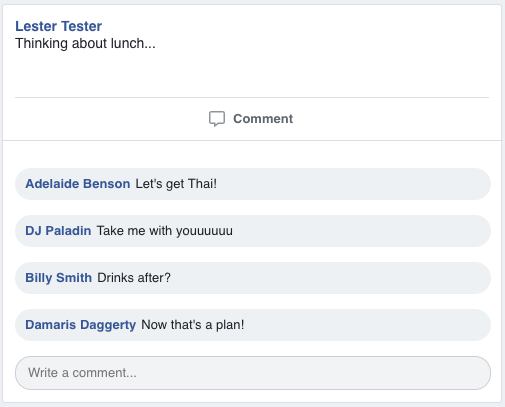 Lester Tester
Thinking about lunch...
Comment
Adelaide Benson Let's get Thai!
DJ Paladin Take me with youuuuuu
Billy Smith Drinks after?
Damaris Daggerty Now that's a plan!
Write a comment...